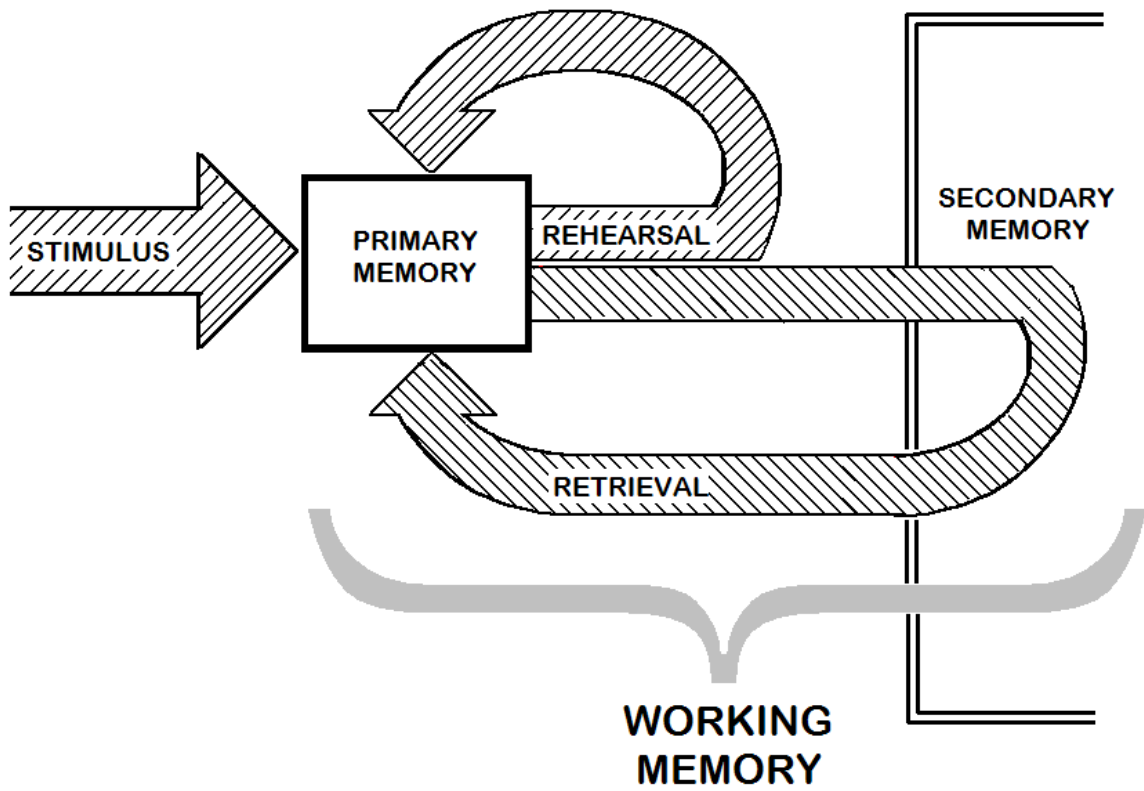 STIMULUS
PRIMARY
MEMORY
REHEARSAL
SECONDARY
MEMORY
RETRIEVAL
WORKING
MEMORY